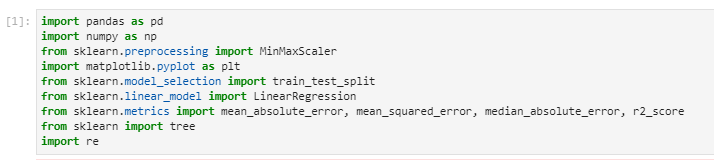 [1]: import pandas as pd
import numpy as np
from sklearn.preprocessing import MinMaxScaler
import matplotlib.pyplot as plt
from sklearn.model_selection import train_test_split
from sklearn.linear_model import LinearRegression
from sklearn.metrics import mean_absolute_error, mean_squared_error, median_absolute_error, r2_score
from sklearn import tree
import re